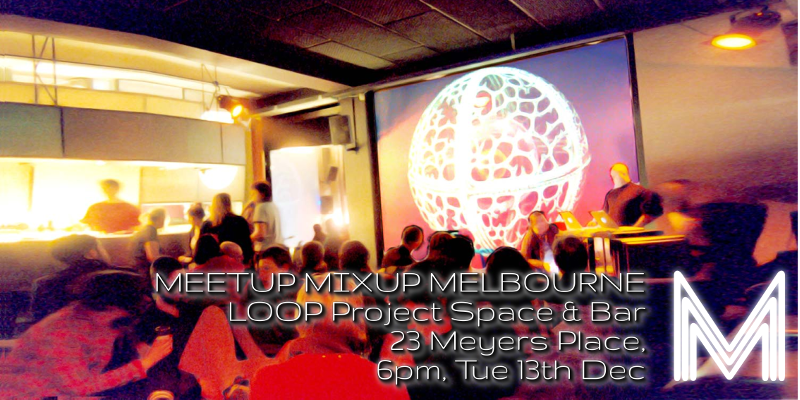 MEETUP MIXUP MELBOURNE
LOOP Project Space & Bar
23 Meyers Place,
6pm, Tue 13th Dec
M